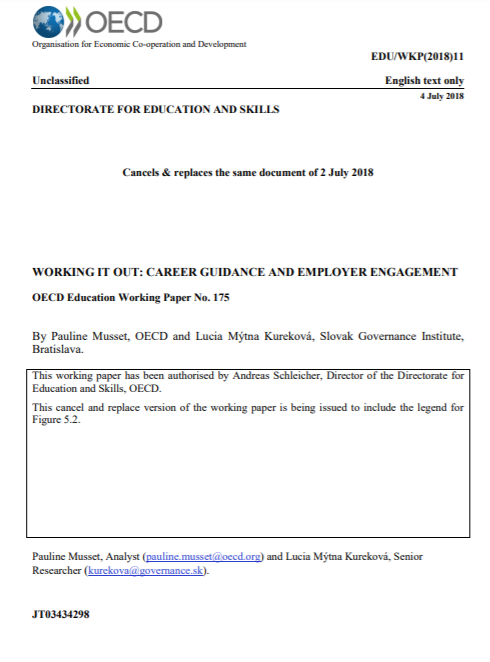 OECD
Organisation for Economic Co-operation and Development
EDU/WKP(2018)11
Unclassified English text only
4 July 2018
DIRECTORATE FOR EDUCATION AND SKILLS
Cancels & replaces the same document of 2 July 2018
WORKING IT OUT: CAREER GUIDANCE AND EMPLOYER ENGAGEMENT
OECD Education Working Paper No. 175
By Pauline Musset, OECD and Lucia Mýtna Kureková, Slovak Governance Institute,
Bratislava.
This working paper has been authorised by Andreas Schleicher, Director of the Directorate for
Education and Skills, OECD.
This cancel and replace version of the working paper is being issued to include the legend for
Figure 5.2.
Pauline Musset, Analyst (pauline.musset@oecd.org) and Lucia Mýtna Kureková, Senior
Researcher (kurekova@governance.sk).
JT03434298